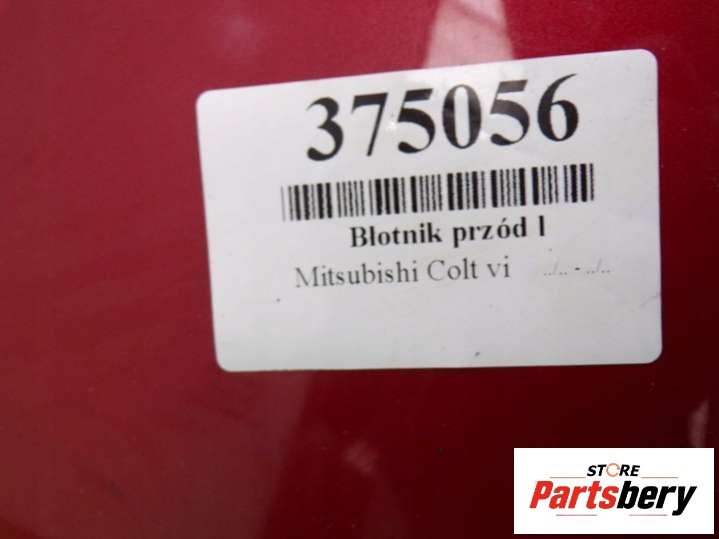 375056
Błotnik przód l
Mitsubishi Colt vi ../.. - ../..
STORE
Partsbery